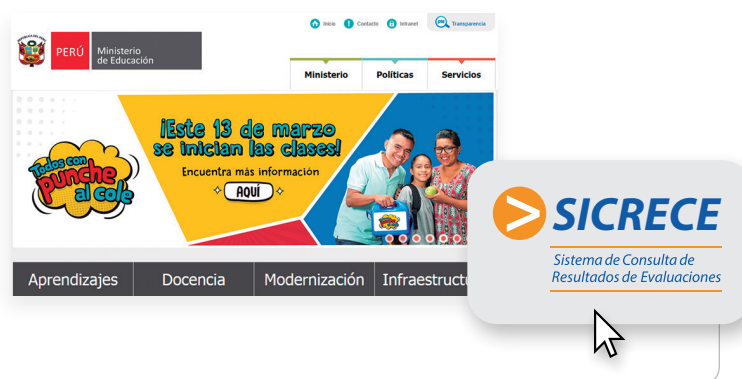 Inicio Contacto Intranet Transparencia
PERÚ Ministerio
de Educación
Ministerio Políticas Servicios
¡Este 13 de marzo
se inician las clases!
Encuentra más información
AQUÍ
Todos con
punche
al cole
SICRECE
Sistema de Consulta de
Resultados de Evaluaciones
Aprendizajes Docencia Modernización Infraestructu